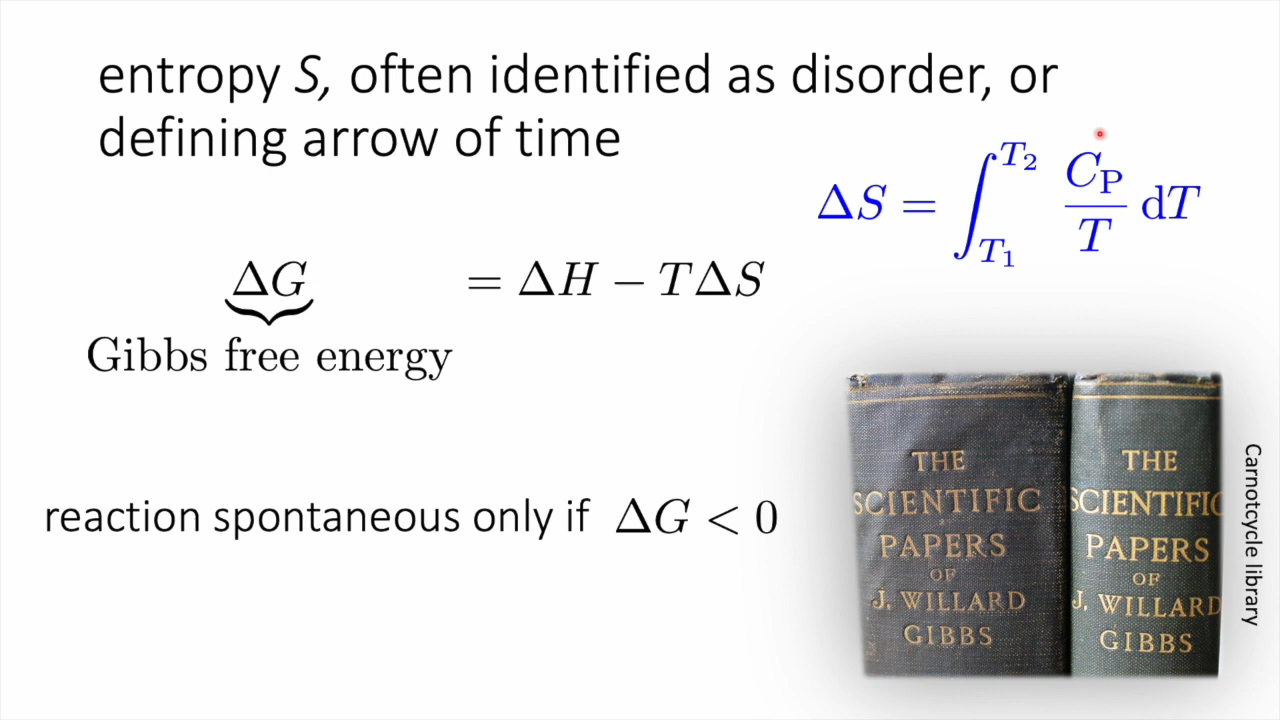 entropy S, often identified as disorder, or
defining arrow of time
ΔS = ∫_{T₁}^{T₂} C_P/T dT
ΔG = ΔH − TΔS
Gibbs free energy
reaction spontaneous only if ΔG < 0
THE
SCIENTIFIC
PAPERS
OF
J. WILLARD
GIBBS
THE
SCIENTIFIC
PAPERS
OF
J. WILLARD
GIBBS
Carnotcycle library